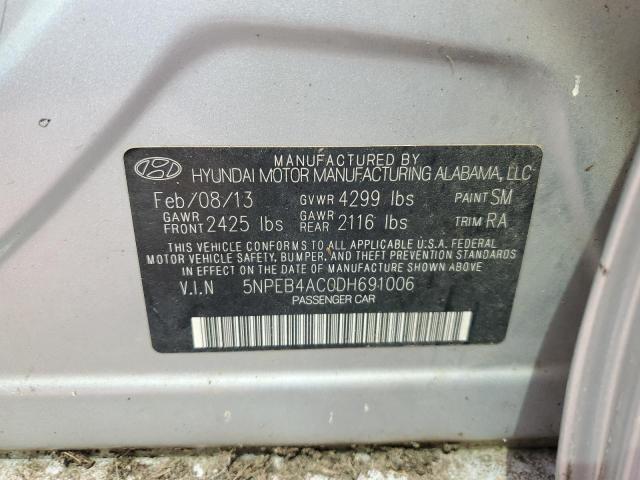 MANUFACTURED BY
HYUNDAI MOTOR MANUFACTURING ALABAMA, LLC
Feb/08/13 GVWR 4299 lbs PAINT SM
GAWR FRONT 2425 lbs GAWR REAR 2116 lbs TRIM RA
THIS VEHICLE CONFORMS TO ALL APPLICABLE U.S.A. FEDERAL
MOTOR VEHICLE SAFETY, BUMPER, AND THEFT PREVENTION STANDARDS
IN EFFECT ON THE DATE OF MANUFACTURE SHOWN ABOVE.
V.I.N 5NPEB4AC0DH691006
PASSENGER CAR